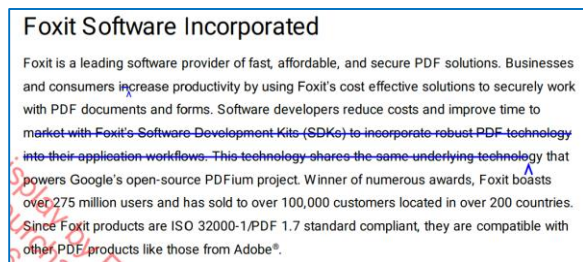 Foxit Software Incorporated
Foxit is a leading software provider of fast, affordable, and secure PDF solutions. Businesses
and consumers increase productivity by using Foxit's cost effective solutions to securely work
with PDF documents and forms. Software developers reduce costs and improve time to
market with Foxit's Software Development Kits (SDKs) to incorporate robust PDF technology
into their application workflows. This technology shares the same underlying technology that
powers Google's open-source PDFium project. Winner of numerous awards, Foxit boasts
over 275 million users and has sold to over 100,000 customers located in over 200 countries.
Since Foxit products are ISO 32000-1/PDF 1.7 standard compliant, they are compatible with
other PDF products like those from Adobe®.